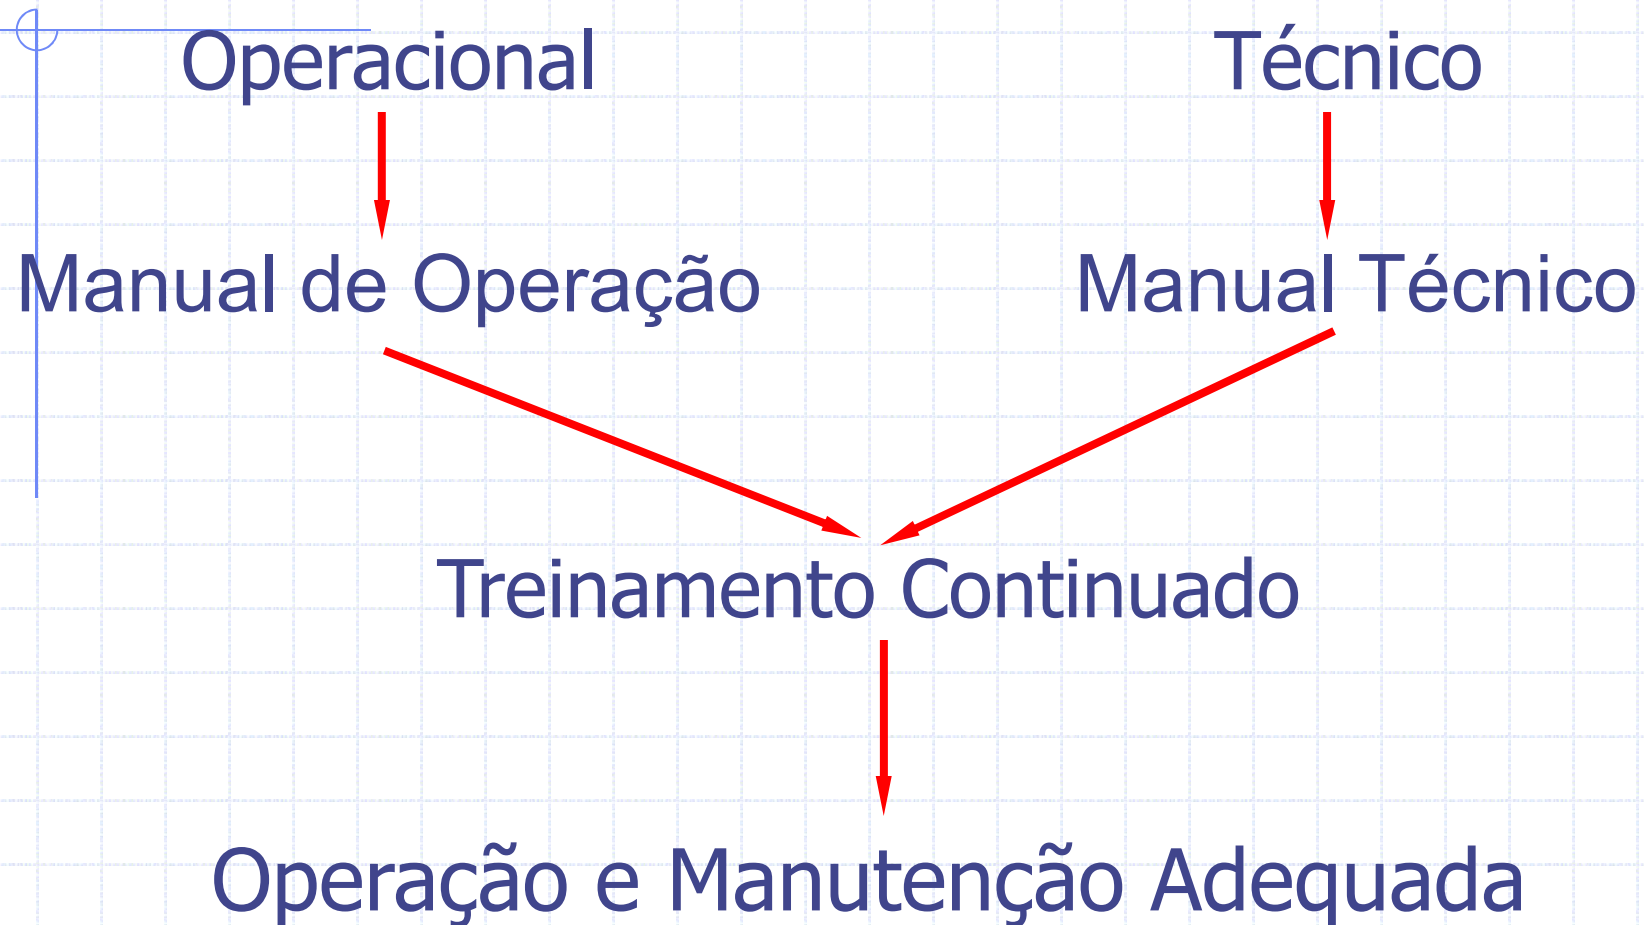 Operacional
Técnico
Manual de Operação
Manual Técnico
Treinamento Continuado
Operação e Manutenção Adequada